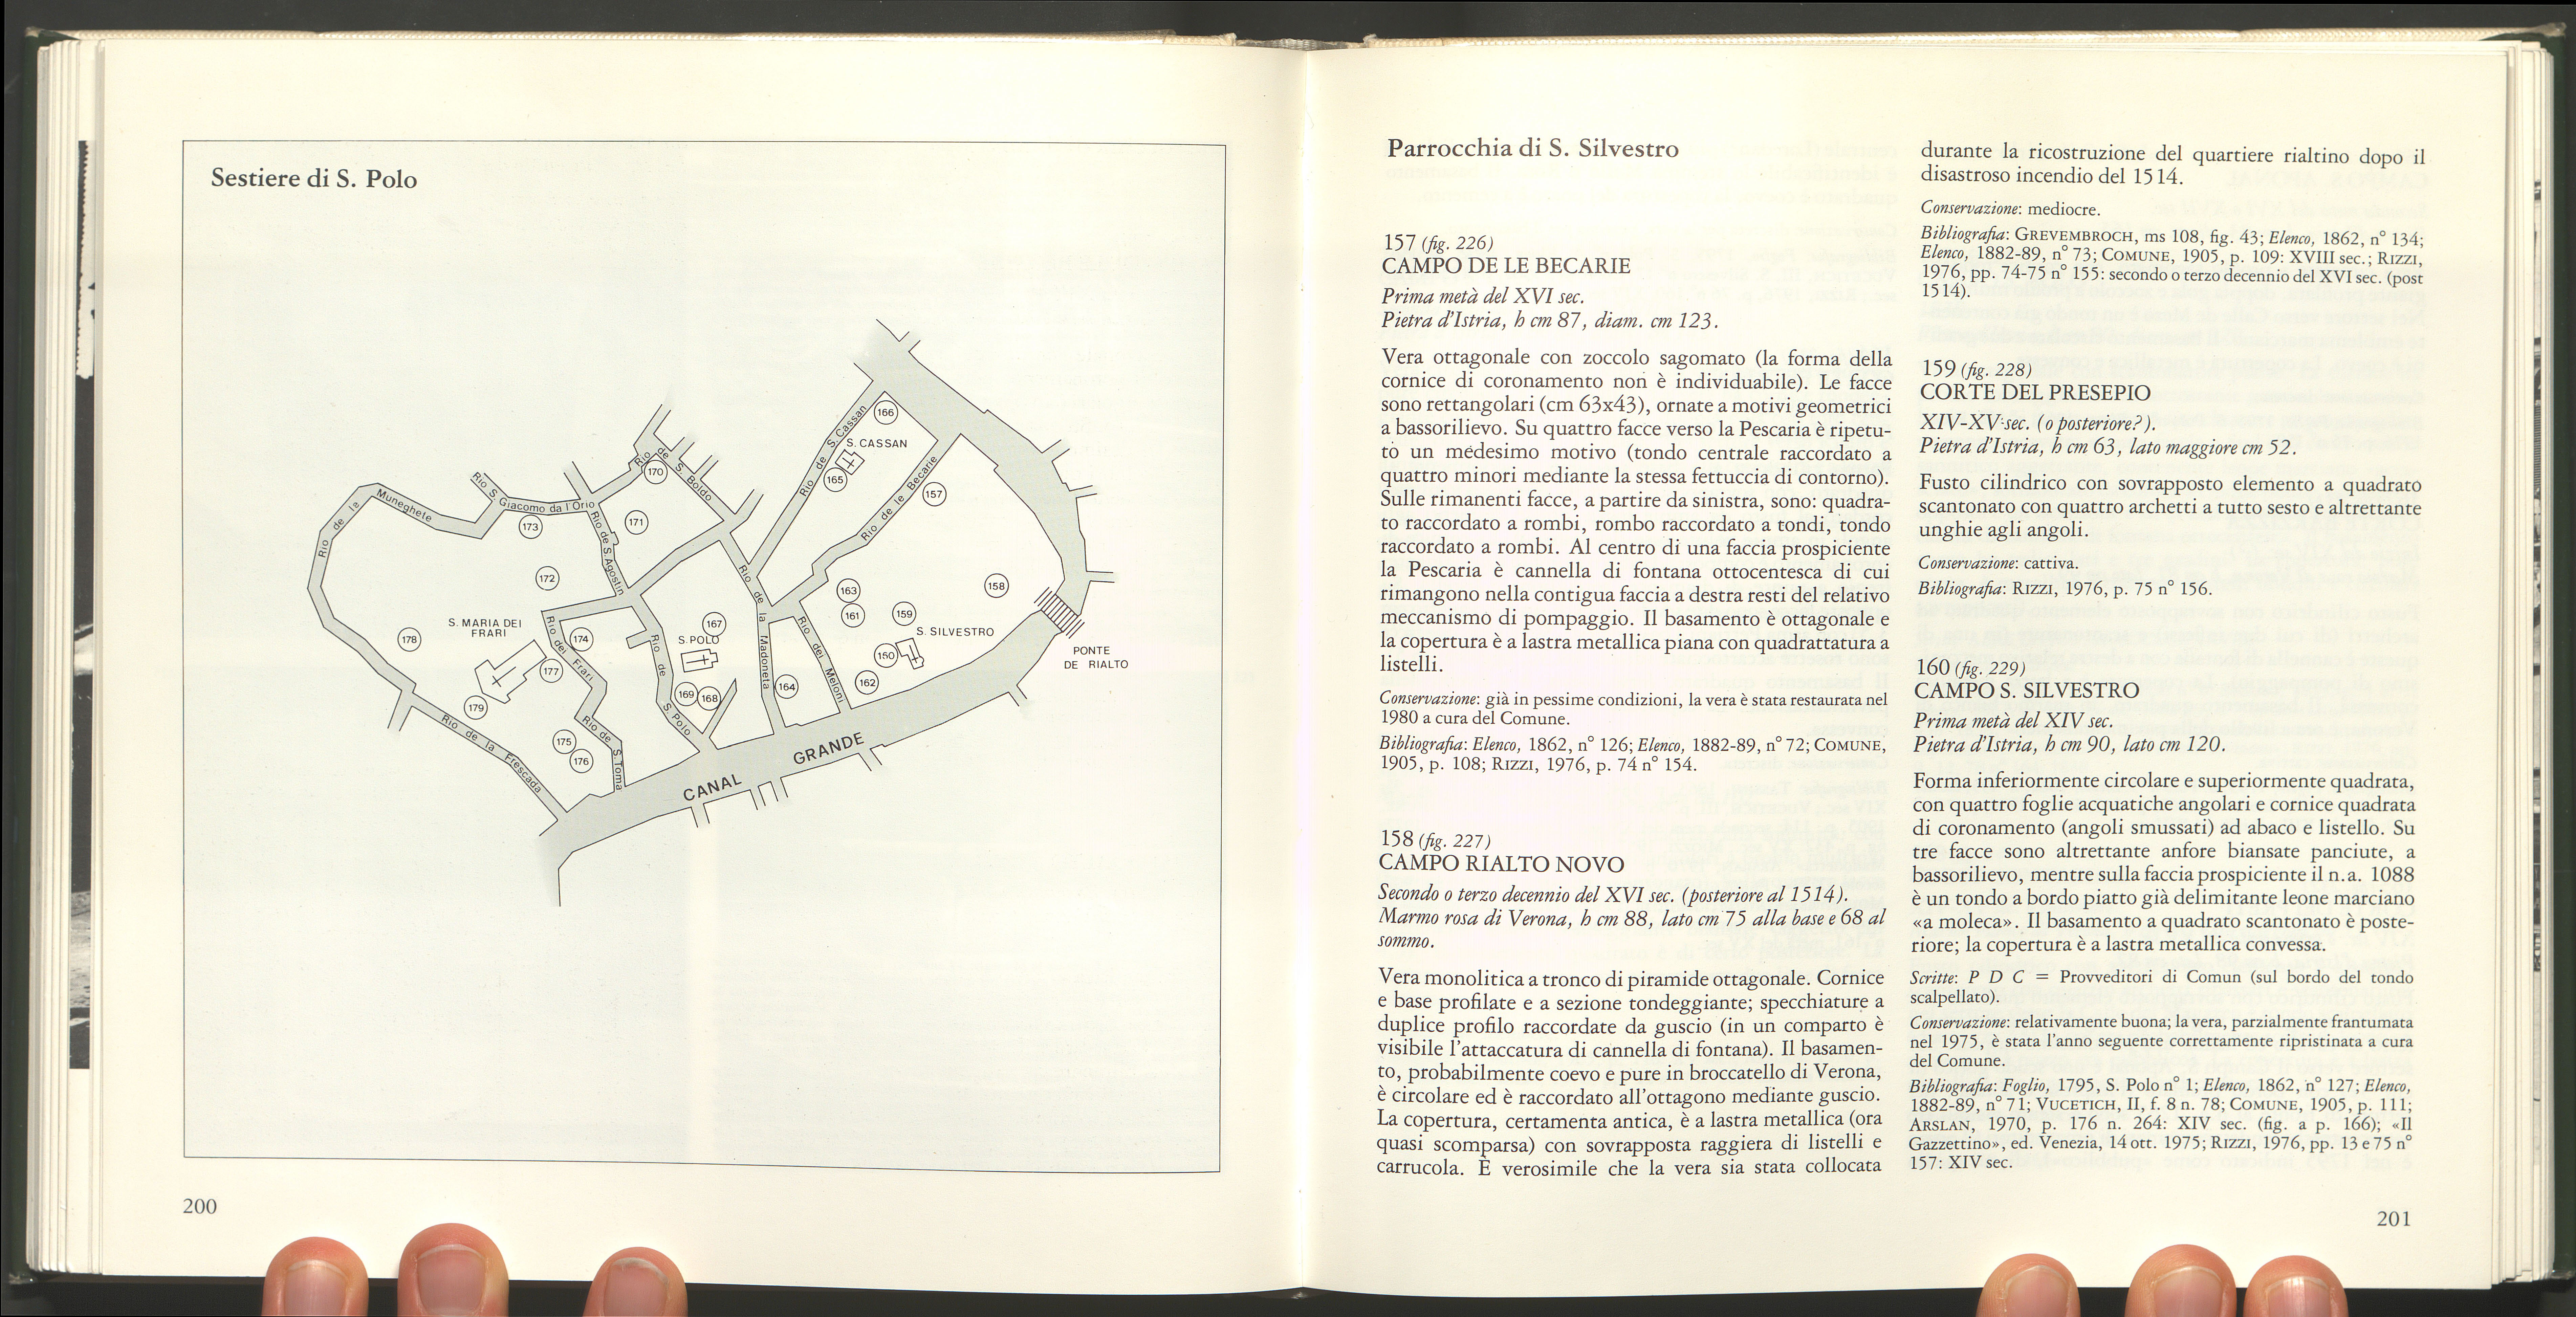 Sestiere di S. Polo
166
Rio de S. Cassan
S. CASSAN
165
Rio de le Becarie
157
170
Rio de S. Boldo
Rio S. Giacomo da l'Orio
Rio de le Muneghete
173
171
Rio de S. Agostin
172
Rio de la Madoneta
163
158
161
159
S. SILVESTRO
S. MARIA DEI
FRARI
178
174
167
S. POLO
Rio dei Frari
Rio de S. Polo
Rio dei Meloni
160
PONTE
DE RIALTO
177
164
162
169
168
179
Rio de la Frescada
175
176
Rio de S. Tomà
CANAL GRANDE
200
Parrocchia di S. Silvestro
157 (fig. 226)
CAMPO DE LE BECARIE
Prima metà del XVI sec.
Pietra d'Istria, h cm 87, diam. cm 123.
Vera ottagonale con zoccolo sagomato (la forma della
cornice di coronamento non è individuabile). Le facce
sono rettangolari (cm 63x43), ornate a motivi geometrici
a bassorilievo. Su quattro facce verso la Pescaria è ripetu-
to un medesimo motivo (tondo centrale raccordato a
quattro minori mediante la stessa fettuccia di contorno).
Sulle rimanenti facce, a partire da sinistra, sono: quadra-
to raccordato a rombi, rombo raccordato a tondi, tondo
raccordato a rombi. Al centro di una faccia prospiciente
la Pescaria è cannella di fontana ottocentesca di cui
rimangono nella contigua faccia a destra resti del relativo
meccanismo di pompaggio. Il basamento è ottagonale e
la copertura è a lastra metallica piana con quadrattatura a
listelli.
Conservazione: già in pessime condizioni, la vera è stata restaurata nel
1980 a cura del Comune.
Bibliografia: Elenco, 1862, n° 126; Elenco, 1882-89, n° 72; COMUNE,
1905, p. 108; RIZZI, 1976, p. 74 n° 154.
158 (fig. 227)
CAMPO RIALTO NOVO
Secondo o terzo decennio del XVI sec. (posteriore al 1514).
Marmo rosa di Verona, h cm 88, lato cm 75 alla base e 68 al
sommo.
Vera monolitica a tronco di piramide ottagonale. Cornice
e base profilate e a sezione tondeggiante; specchiature a
duplice profilo raccordate da guscio (in un comparto è
visibile l'attaccatura di cannella di fontana). Il basamen-
to, probabilmente coevo e pure in broccatello di Verona,
è circolare ed è raccordato all'ottagono mediante guscio.
La copertura, certamenta antica, è a lastra metallica (ora
quasi scomparsa) con sovrapposta raggiera di listelli e
carrucola. È verosimile che la vera sia stata collocata
durante la ricostruzione del quartiere rialtino dopo il
disastroso incendio del 1514.
Conservazione: mediocre.
Bibliografia: GREVEMBROCH, ms 108, fig. 43; Elenco, 1862, n° 134;
Elenco, 1882-89, n° 73; COMUNE, 1905, p. 109: XVIII sec.; RIZZI,
1976, pp. 74-75 n° 155: secondo o terzo decennio del XVI sec. (post
1514).
159 (fig. 228)
CORTE DEL PRESEPIO
XIV-XV sec. (o posteriore?).
Pietra d'Istria, h cm 63, lato maggiore cm 52.
Fusto cilindrico con sovrapposto elemento a quadrato
scantonato con quattro archetti a tutto sesto e altrettante
unghie agli angoli.
Conservazione: cattiva.
Bibliografia: RIZZI, 1976, p. 75 n° 156.
160 (fig. 229)
CAMPO S. SILVESTRO
Prima metà del XIV sec.
Pietra d'Istria, h cm 90, lato cm 120.
Forma inferiormente circolare e superiormente quadrata,
con quattro foglie acquatiche angolari e cornice quadrata
di coronamento (angoli smussati) ad abaco e listello. Su
tre facce sono altrettante anfore biansate panciute, a
bassorilievo, mentre sulla faccia prospiciente il n.a. 1088
è un tondo a bordo piatto già delimitante leone marciano
«a moleca». Il basamento a quadrato scantonato è poste-
riore; la copertura è a lastra metallica convessa.
Scritte: P D C = Provveditori di Comun (sul bordo del tondo
scalpellato).
Conservazione: relativamente buona; la vera, parzialmente frantumata
nel 1975, è stata l'anno seguente correttamente ripristinata a cura
del Comune.
Bibliografia: Foglio, 1795, S. Polo n° 1; Elenco, 1862, n° 127; Elenco,
1882-89, n° 71; VUCETICH, II, f. 8 n. 78; COMUNE, 1905, p. 111;
ARSLAN, 1970, p. 176 n. 264: XIV sec. (fig. a p. 166); «Il
Gazzettino», ed. Venezia, 14 ott. 1975; RIZZI, 1976, pp. 13 e 75 n°
157: XIV sec.
201